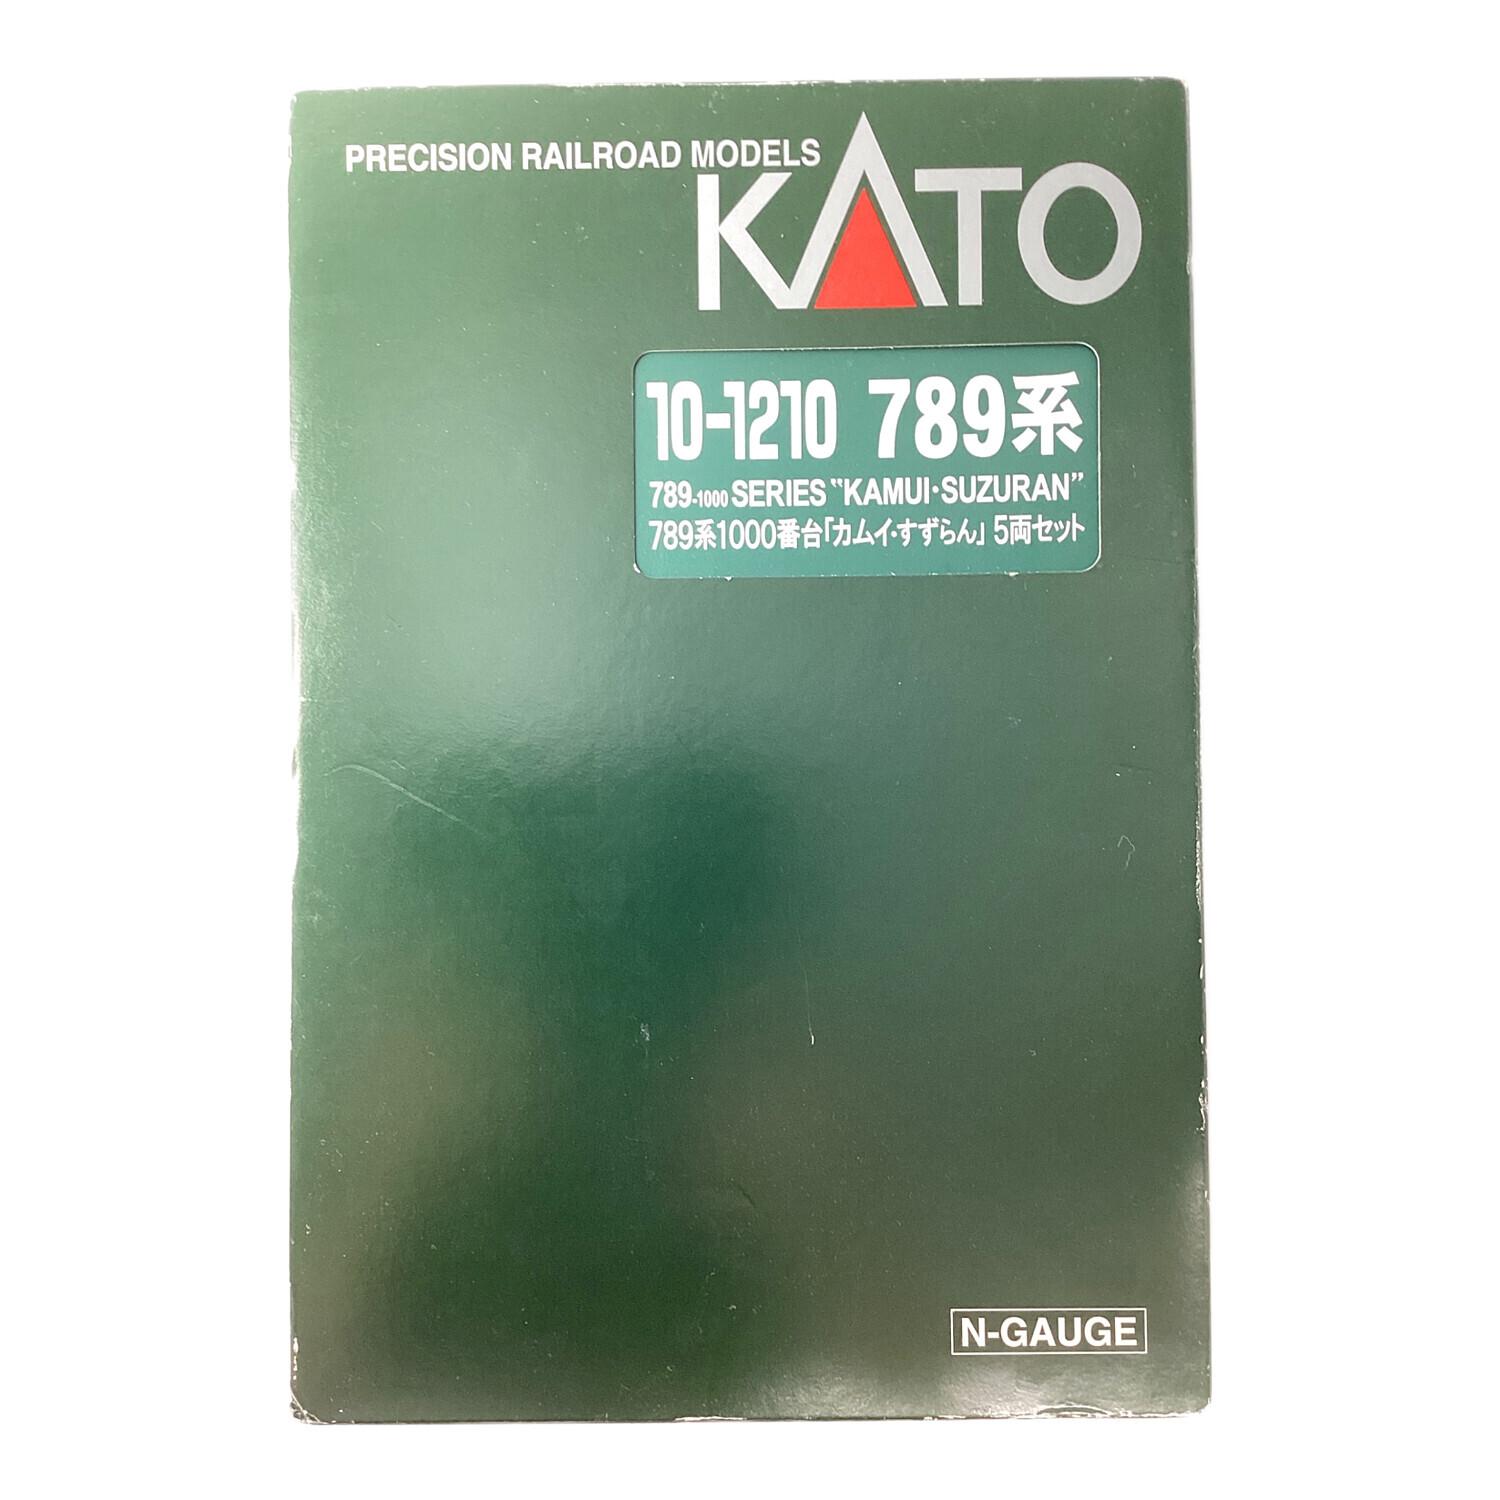 PRECISION RAILROAD MODELS
KATO
10-1210 789系
789-1000 SERIES "KAMUI・SUZURAN"
789系1000番台「カムイ・すずらん」 5両セット
N-GAUGE